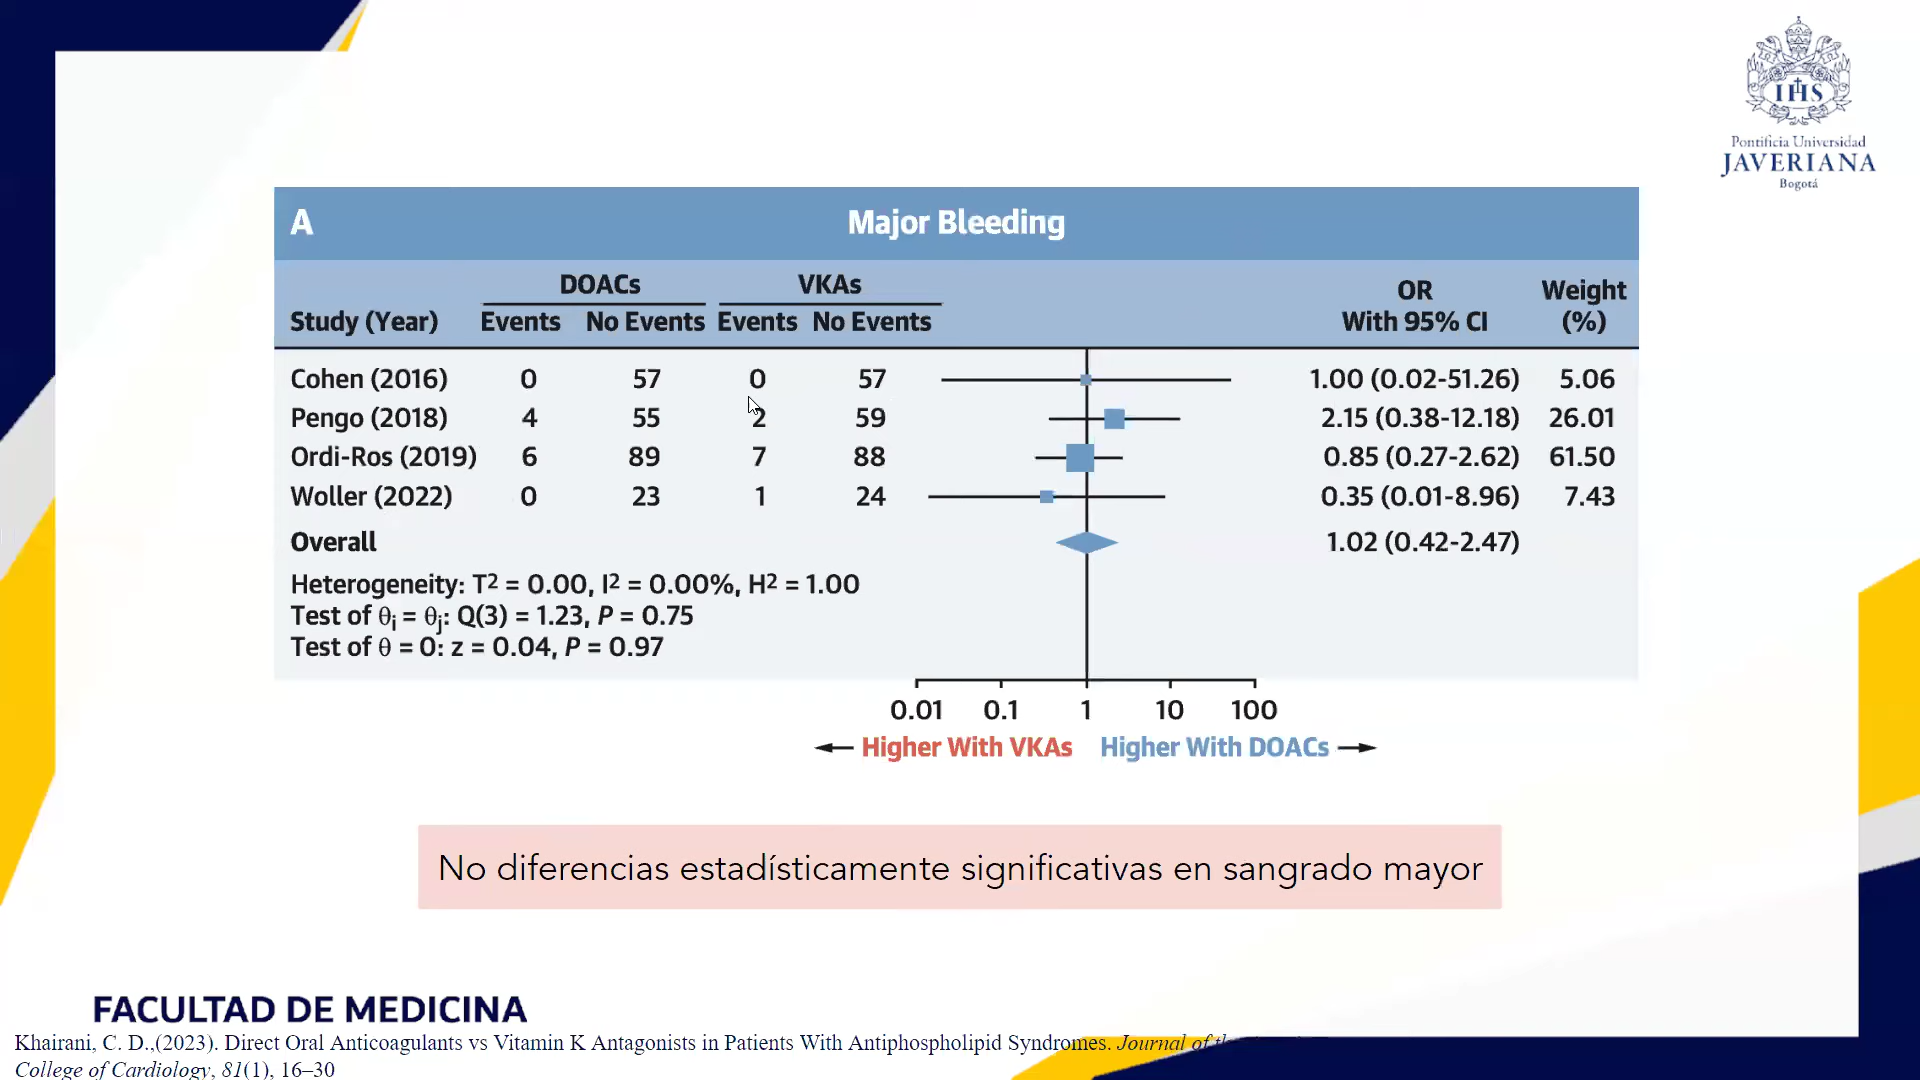 IHS
Pontificia Universidad
JAVERIANA
Bogotá
A Major Bleeding
DOACs VKAs OR Weight
Study (Year) Events No Events Events No Events With 95% CI (%)
Cohen (2016) 0 57 0 57 1.00 (0.02-51.26) 5.06
Pengo (2018) 4 55 2 59 2.15 (0.38-12.18) 26.01
Ordi-Ros (2019) 6 89 7 88 0.85 (0.27-2.62) 61.50
Woller (2022) 0 23 1 24 0.35 (0.01-8.96) 7.43
Overall 1.02 (0.42-2.47)
Heterogeneity: T² = 0.00, I² = 0.00%, H² = 1.00
Test of θi = θj: Q(3) = 1.23, P = 0.75
Test of θ = 0: z = 0.04, P = 0.97
0.01 0.1 1 10 100
Higher With VKAs Higher With DOACs
No diferencias estadísticamente significativas en sangrado mayor
FACULTAD DE MEDICINA
Khairani, C. D.,(2023). Direct Oral Anticoagulants vs Vitamin K Antagonists in Patients With Antiphospholipid Syndromes. Journal of
College of Cardiology, 81(1), 16–30